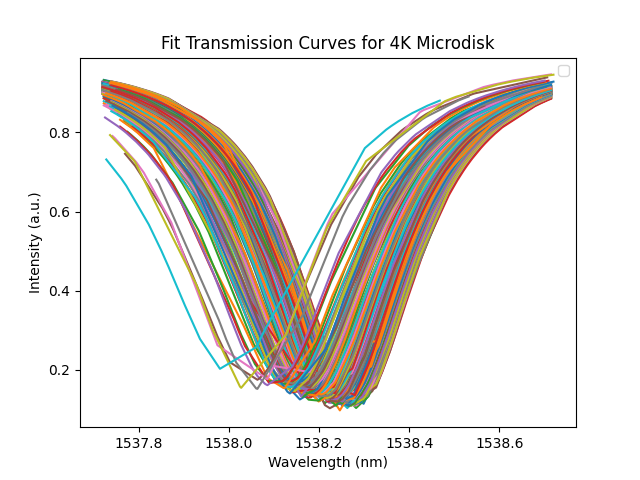 Fit Transmission Curves for 4K Microdisk
Intensity (a.u.)
0.8
0.6
0.4
0.2
1537.8 1538.0 1538.2 1538.4 1538.6
Wavelength (nm)